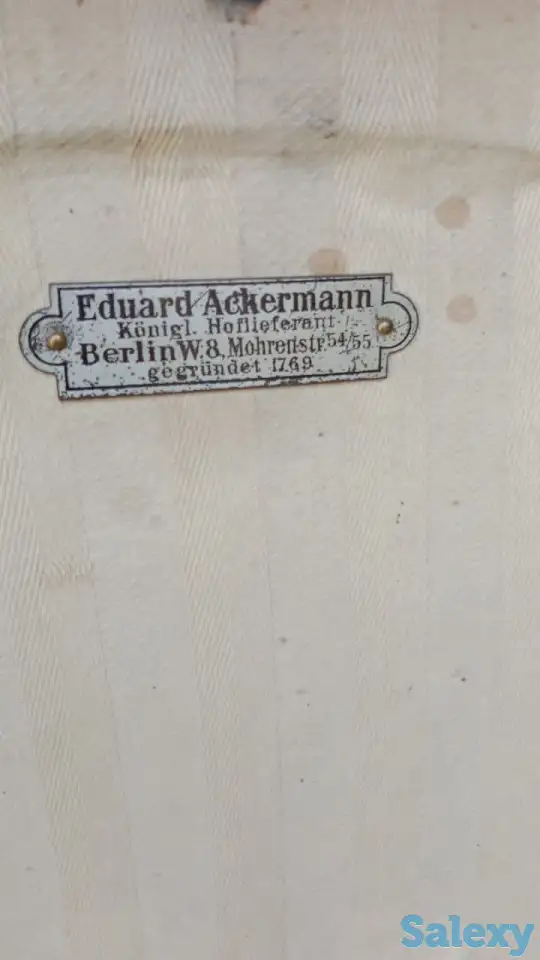 Eduard Ackermann
Königl. Hoflieferant
Berlin W. 8, Mohrenstr. 54/55
gegründet 1769
Salexy